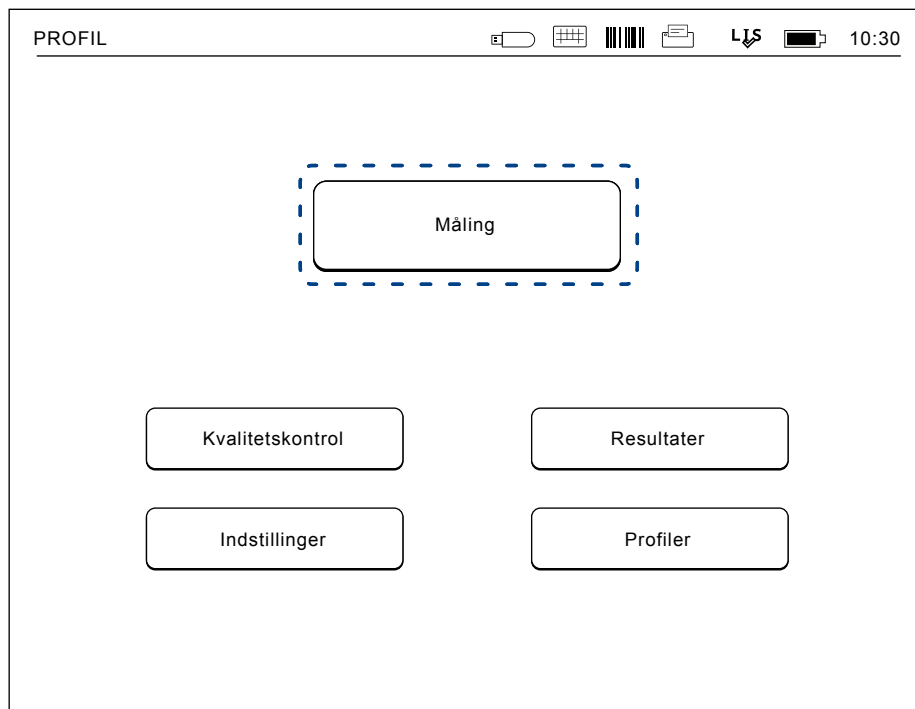 PROFIL LIS 10:30
Måling
Kvalitetskontrol Resultater
Indstillinger Profiler